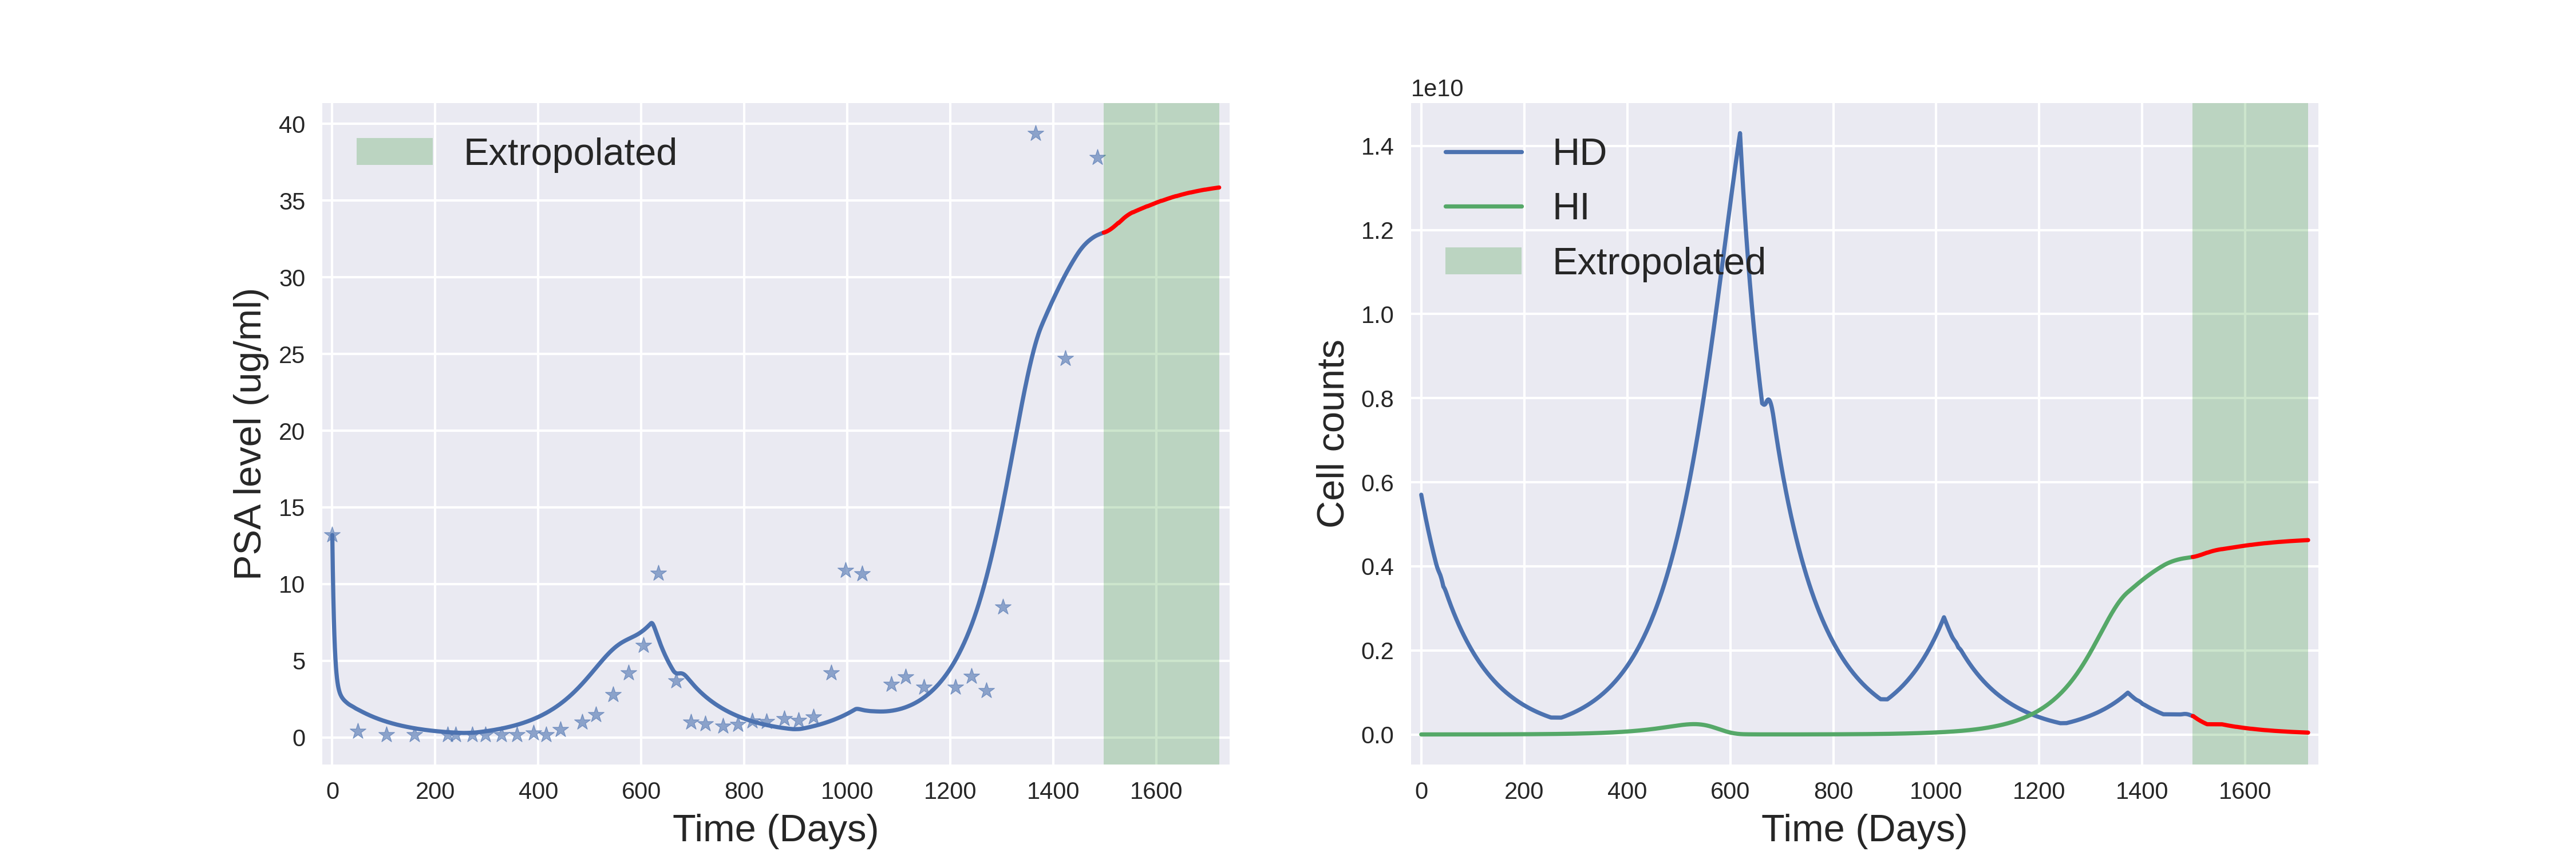 40
35
30
25
20
15
10
5
0
PSA level (ug/ml)
Extropolated
0 200 400 600 800 1000 1200 1400 1600
Time (Days)
1e10
1.4
1.2
1.0
0.8
0.6
0.4
0.2
0.0
Cell counts
HD
HI
Extropolated
0 200 400 600 800 1000 1200 1400 1600
Time (Days)